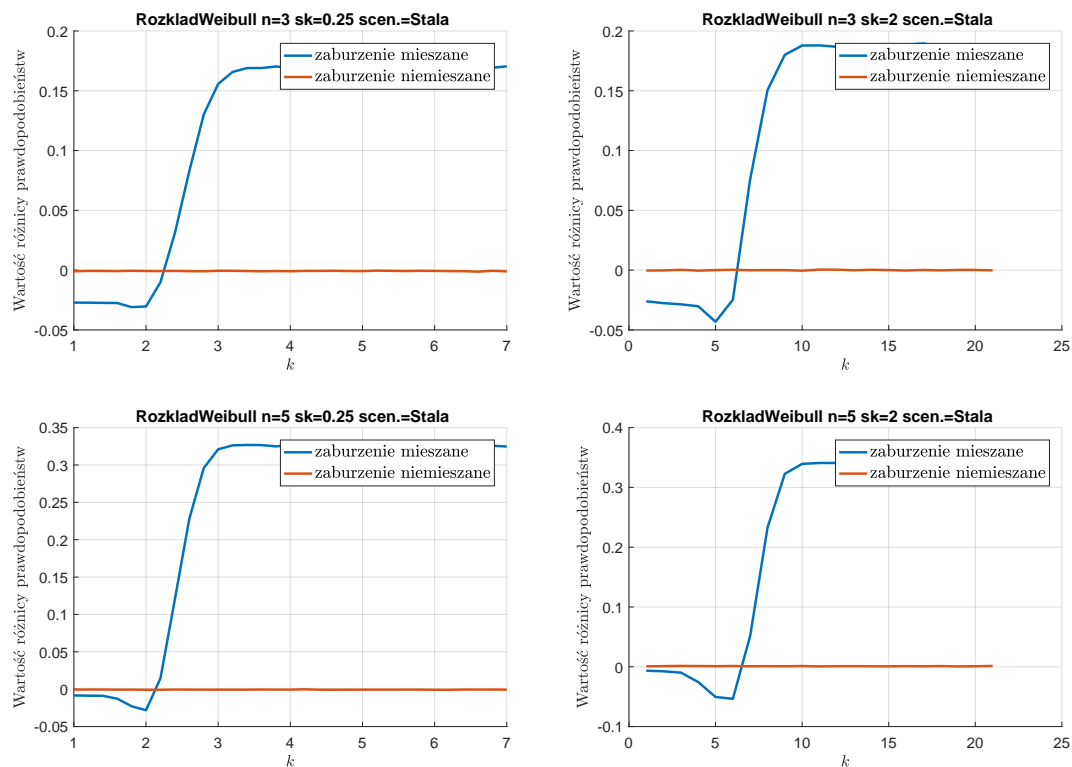 RozkladWeibull n=3 sk=0.25 scen.=Stala
Wartość różnicy prawdopodobieństw
0.2
0.15
0.1
0.05
0
-0.05
zaburzenie mieszane
zaburzenie niemieszane
1 2 3 4 5 6 7
k
RozkladWeibull n=3 sk=2 scen.=Stala
Wartość różnicy prawdopodobieństw
0.2
0.15
0.1
0.05
0
-0.05
zaburzenie mieszane
zaburzenie niemieszane
0 5 10 15 20 25
k
RozkladWeibull n=5 sk=0.25 scen.=Stala
Wartość różnicy prawdopodobieństw
0.35
0.3
0.25
0.2
0.15
0.1
0.05
0
-0.05
zaburzenie mieszane
zaburzenie niemieszane
1 2 3 4 5 6 7
k
RozkladWeibull n=5 sk=2 scen.=Stala
Wartość różnicy prawdopodobieństw
0.4
0.3
0.2
0.1
0
-0.1
zaburzenie mieszane
zaburzenie niemieszane
0 5 10 15 20 25
k